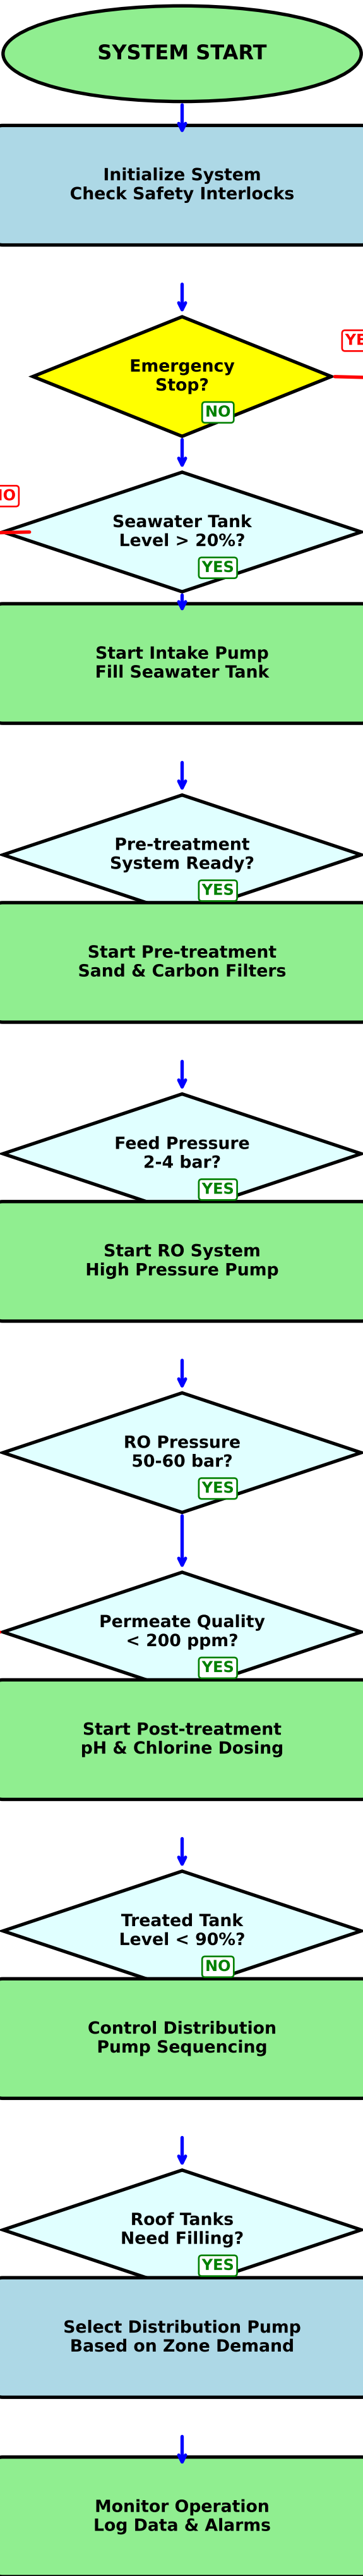 SYSTEM START
Initialize System
Check Safety Interlocks
YE
Emergency
Stop?
NO
NO
Seawater Tank
Level > 20%?
YES
Start Intake Pump
Fill Seawater Tank
Pre-treatment
System Ready?
YES
Start Pre-treatment
Sand & Carbon Filters
Feed Pressure
2-4 bar?
YES
Start RO System
High Pressure Pump
RO Pressure
50-60 bar?
YES
Permeate Quality
< 200 ppm?
YES
Start Post-treatment
pH & Chlorine Dosing
Treated Tank
Level < 90%?
NO
Control Distribution
Pump Sequencing
Roof Tanks
Need Filling?
YES
Select Distribution Pump
Based on Zone Demand
Monitor Operation
Log Data & Alarms